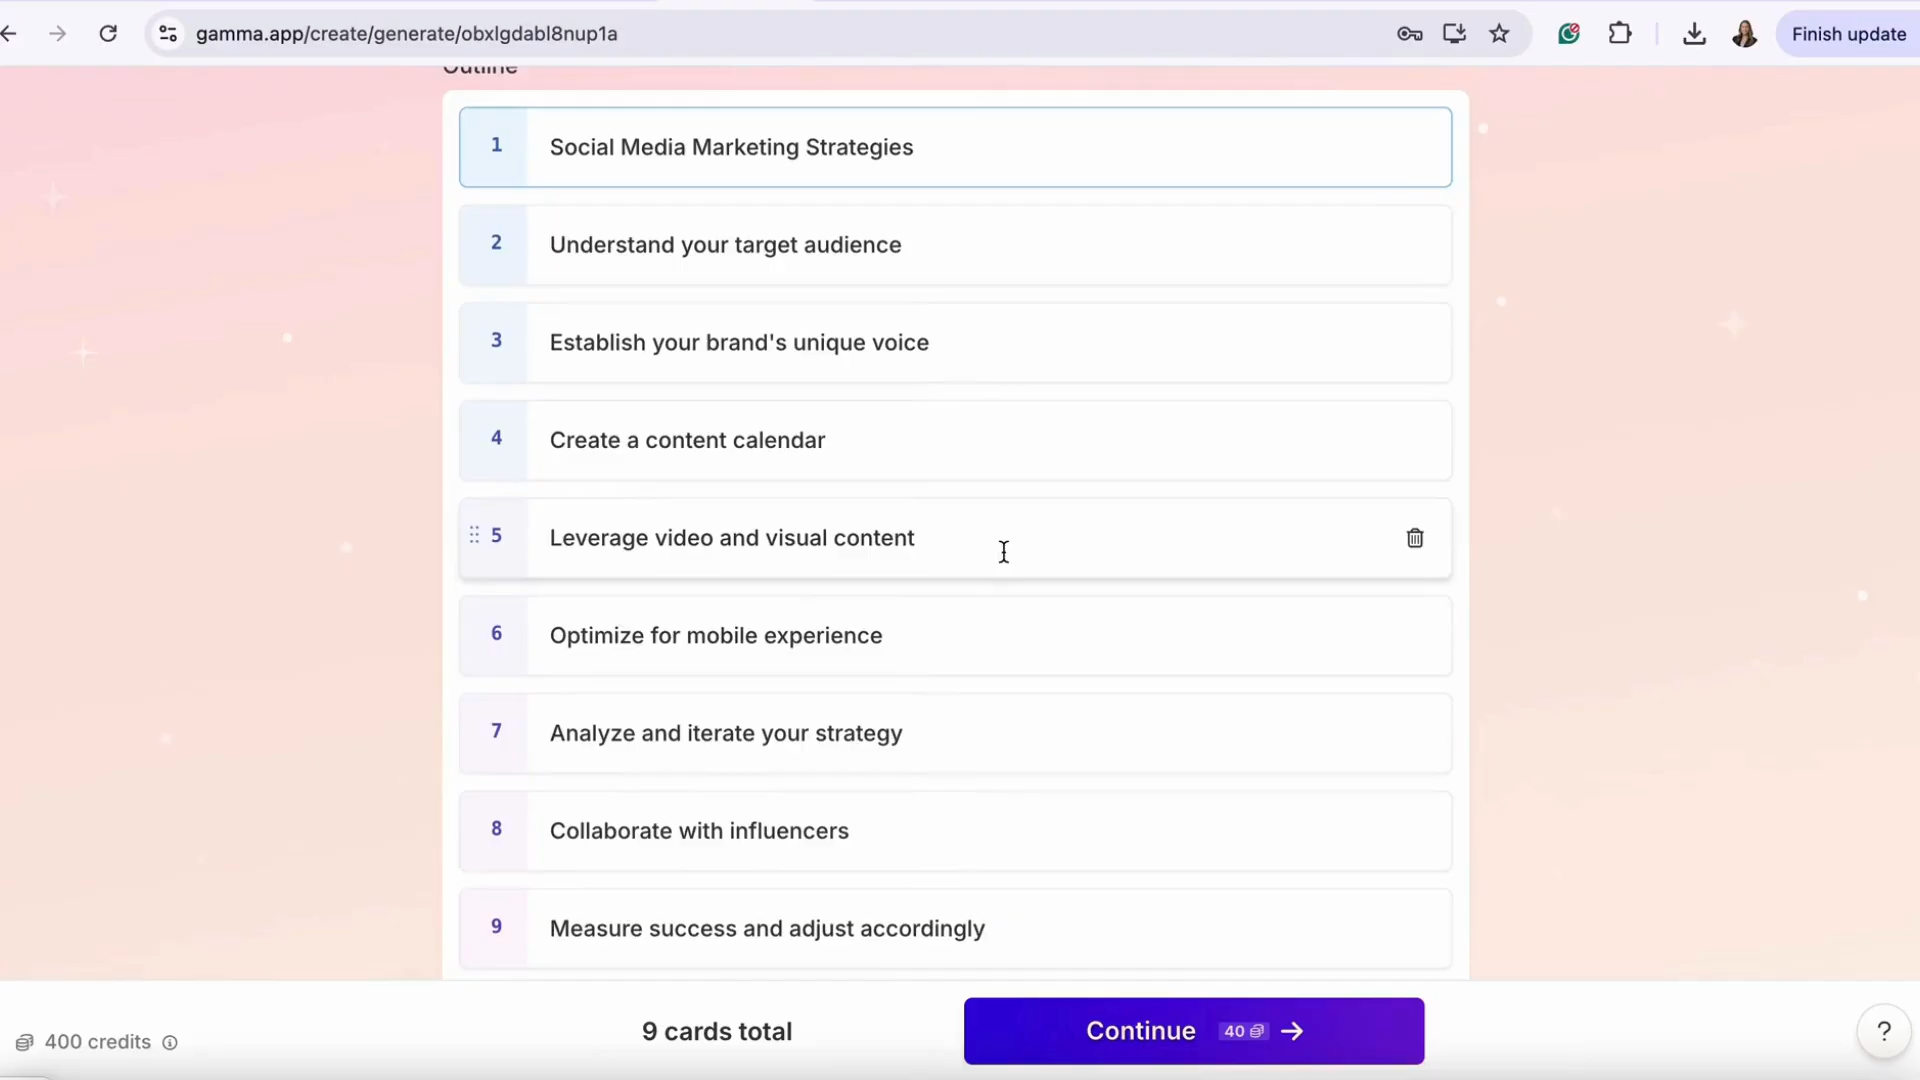 gamma.app/create/generate/obxlgdabl8nup1a
Finish update
Outline
1 Social Media Marketing Strategies
2 Understand your target audience
3 Establish your brand's unique voice
4 Create a content calendar
5 Leverage video and visual content
6 Optimize for mobile experience
7 Analyze and iterate your strategy
8 Collaborate with influencers
9 Measure success and adjust accordingly
400 credits
9 cards total
Continue 40
?